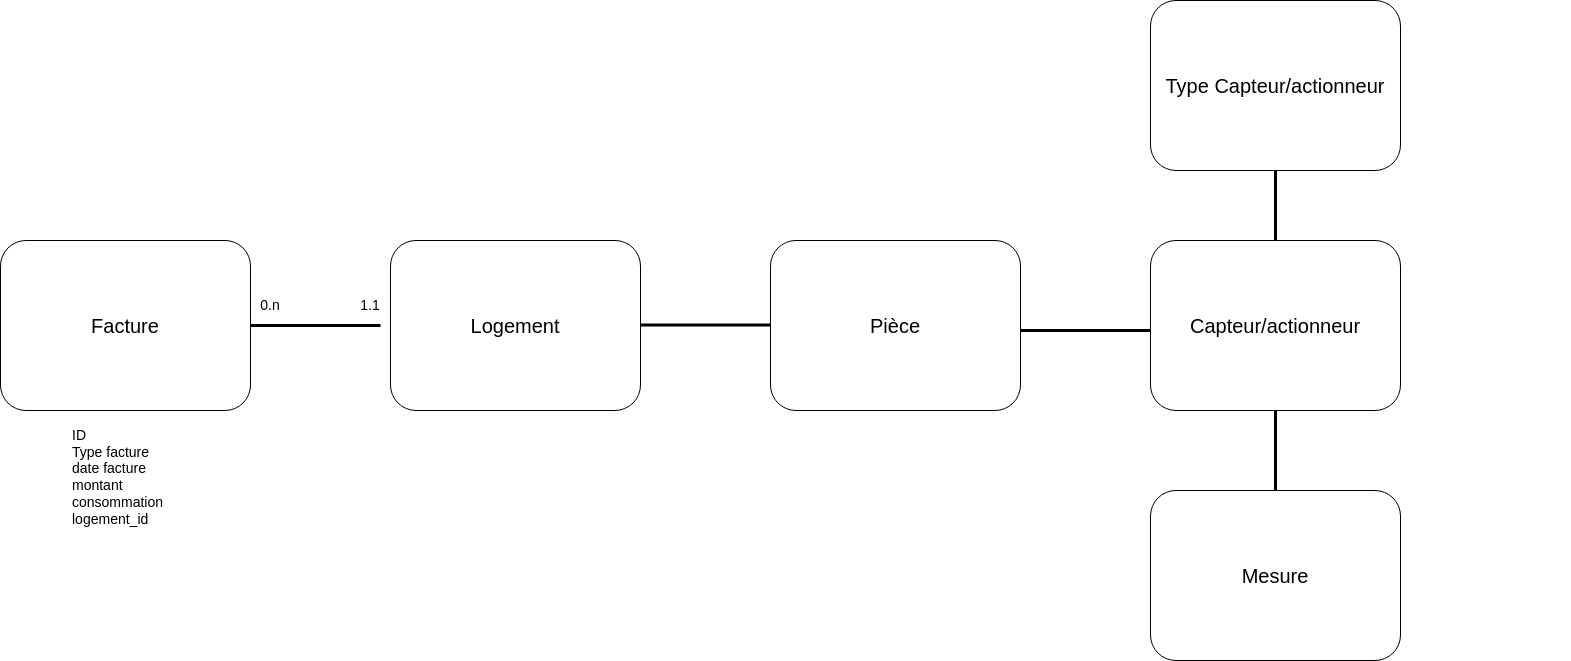 Type Capteur/actionneur
0.n
1.1
Facture
Logement
Pièce
Capteur/actionneur
ID
Type facture
date facture
montant
consommation
logement_id
Mesure